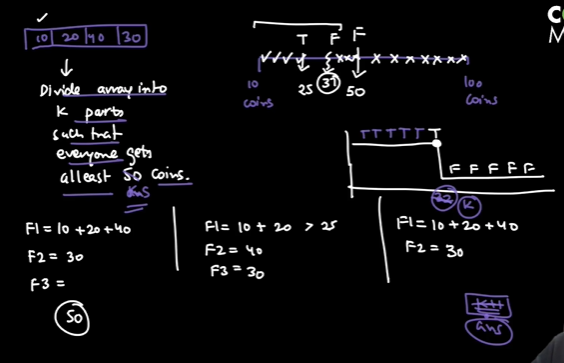 10 20 40 30
Divide array into
K parts
such that
everyone gets
atleast 50 coins.
Ans
F1 = 10 + 20 + 40
F2 = 30
F3 =
50
T F F
✓ ✓ ✓ ✓ x x x x x x x x x x x
10
coins
25 37 50
100
coins
T T T T T T
F F F F F
K
F1 = 10 + 20 > 25
F2 = 40
F3 = 30
F1 = 10 + 20 + 40
F2 = 30
ans
CO
M